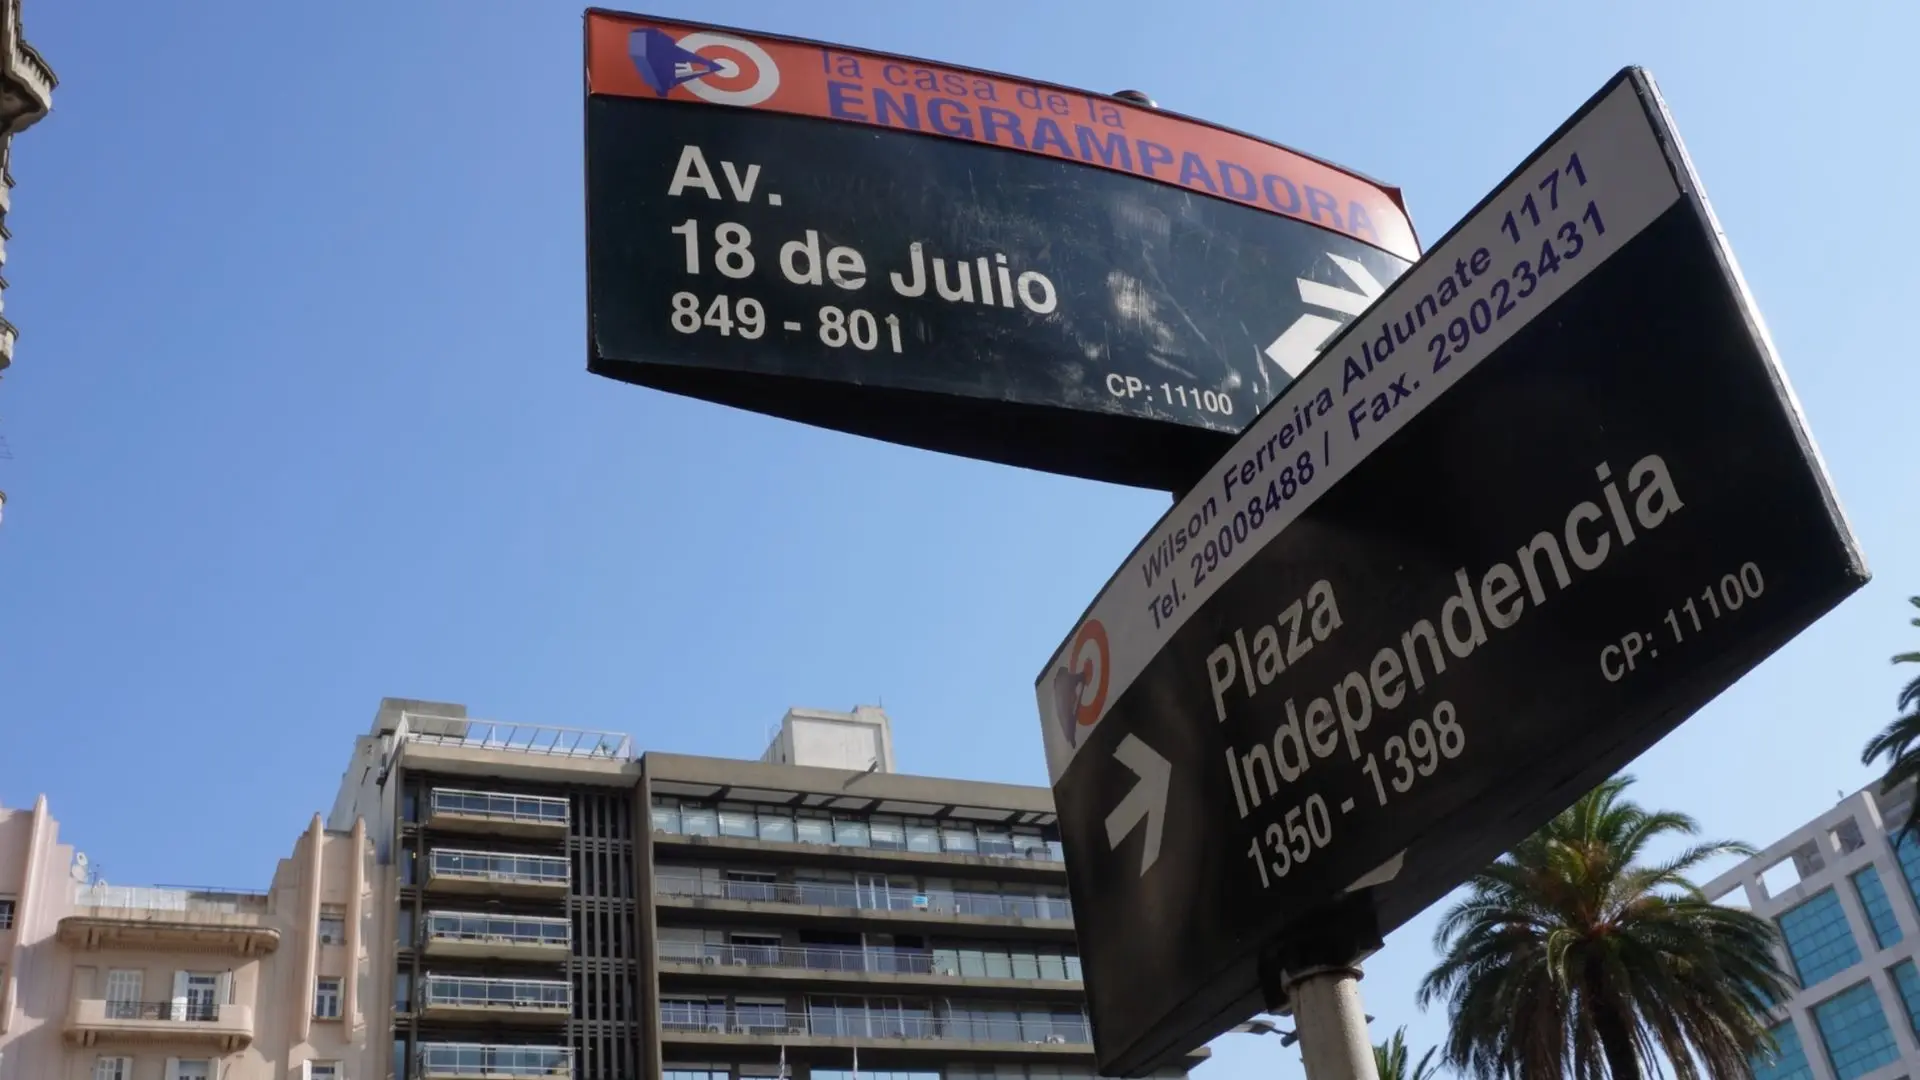 la casa de la
ENGRAMPADORA
Av.
18 de Julio
849 - 801
CP: 11100
Wilson Ferreira Aldunate 1171
Tel. 29008488 / Fax. 29023431
Plaza
Independencia
1350 - 1398
CP: 11100